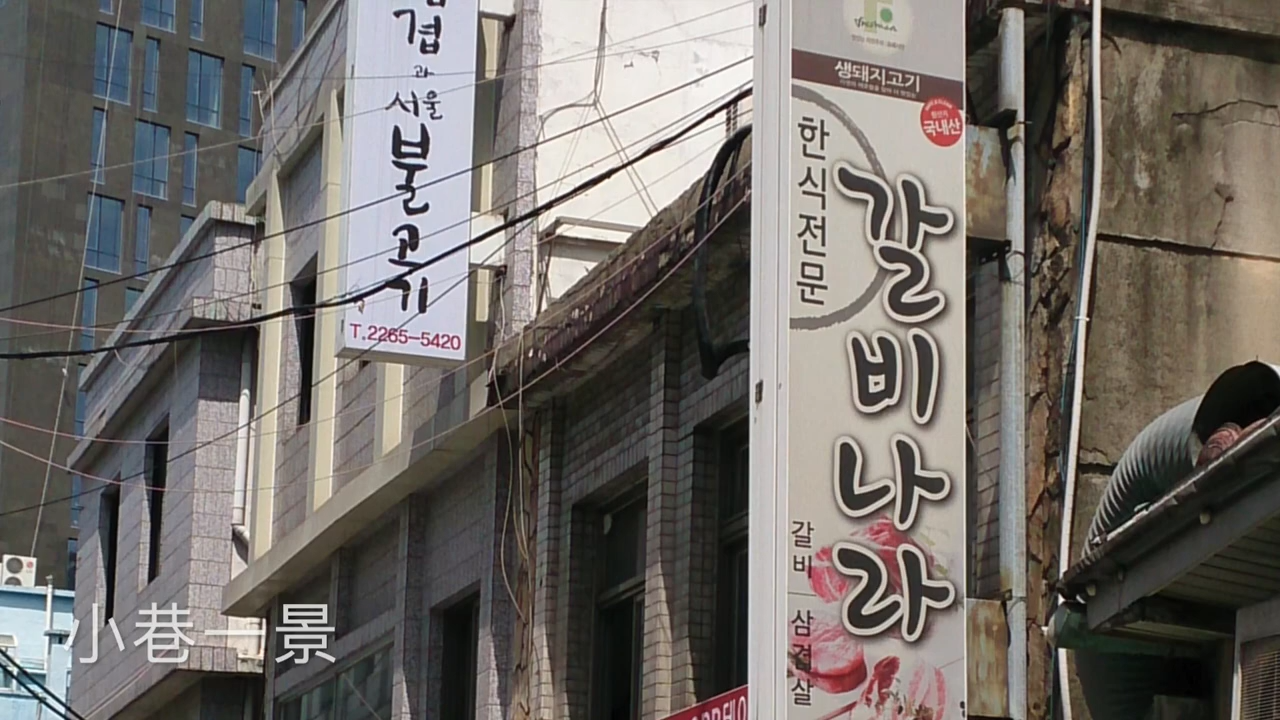 겹
과
서울
불고기
T.2265-5420
생돼지고기
국내산
한식전문
갈비나라
갈비
삼겹살
小巷一景